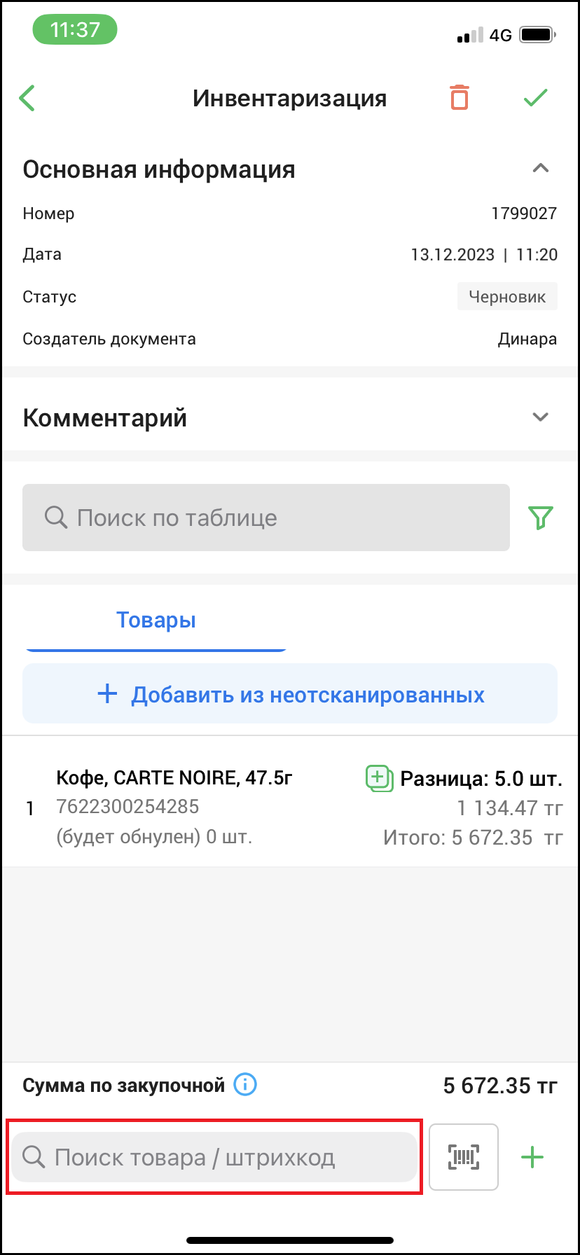 11:37
4G
Инвентаризация
Основная информация
Номер 1799027
Дата 13.12.2023 | 11:20
Статус Черновик
Создатель документа Динара
Комментарий
Поиск по таблице
Товары
+ Добавить из неотсканированных
Кофе, CARTE NOIRE, 47.5г Разница: 5.0 шт.
1 7622300254285 1 134.47 тг
(будет обнулен) 0 шт. Итого: 5 672.35 тг
Сумма по закупочной 5 672.35 тг
Поиск товара / штрихкод